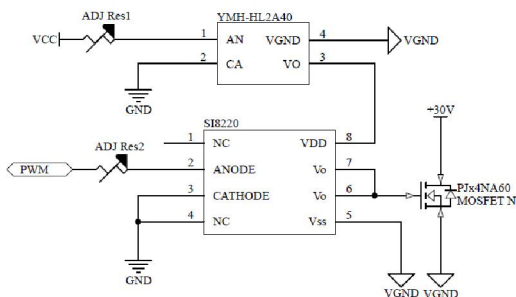 ADJ Res1
YMH-HL2A40
VCC
1
AN
VGND
4
VGND
2
CA
VO
3
GND
+30V
SI8220
ADJ Res2
1
NC
VDD
8
PWM
2
ANODE
Vo
7
3
CATHODE
Vo
6
PJx4NA60
MOSFET N
4
NC
Vss
5
GND
VGND
VGND